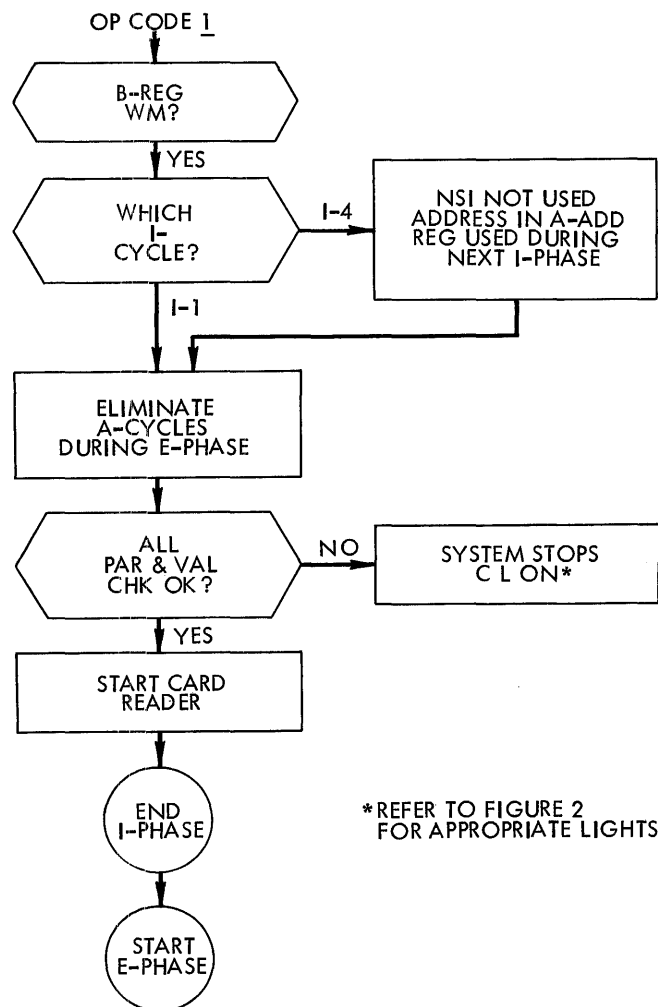 OP CODE 1
B-REG
WM?
YES
WHICH
I-
CYCLE?
I-4
NSI NOT USED
ADDRESS IN A-ADD
REG USED DURING
NEXT I-PHASE
I-1
ELIMINATE
A-CYCLES
DURING E-PHASE
ALL
PAR & VAL
CHK OK?
NO
SYSTEM STOPS
C L ON*
YES
START CARD
READER
END
I-PHASE
*REFER TO FIGURE 2
FOR APPROPRIATE LIGHTS
START
E-PHASE